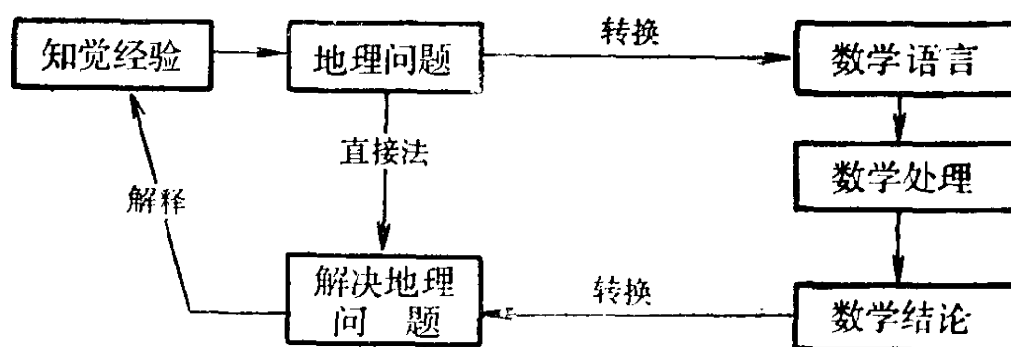 知觉经验
地理问题
转换
数学语言
直接法
数学处理
解释
解决地理
问 题
转换
数学结论